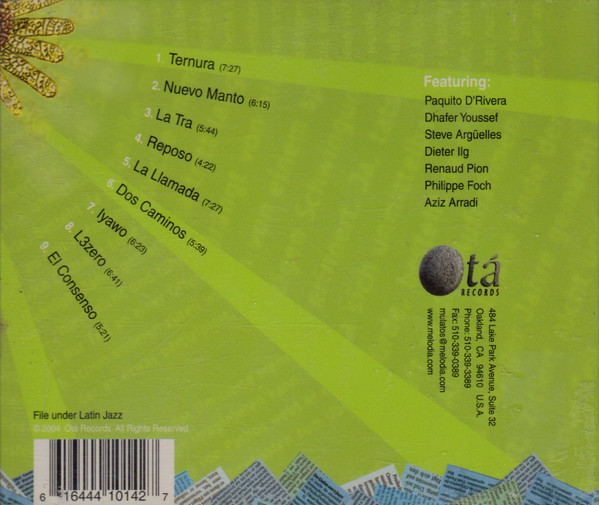 1. Ternura (7:27)
2. Nuevo Manto (6:15)
3. La Tra (5:44)
4. Reposo (4:22)
5. La Llamada (7:27)
6. Dos Caminos (5:39)
7. Iyawo (6:23)
8. L3zero (6:41)
9. El Consenso (5:21)
Featuring:
Paquito D'Rivera
Dhafer Youssef
Steve Argüelles
Dieter Ilg
Renaud Pion
Philippe Foch
Aziz Arradi
Otá
RECORDS
484 Lake Park Avenue, Suite 32
Oakland, CA 94610 U.S.A.
Phone: 510-339-3389
Fax: 510-339-0389
mulatos@melodia.com
www.melodia.com
File under Latin Jazz
© 2004 Otá Records. All Rights Reserved.
6 16444 10142 7